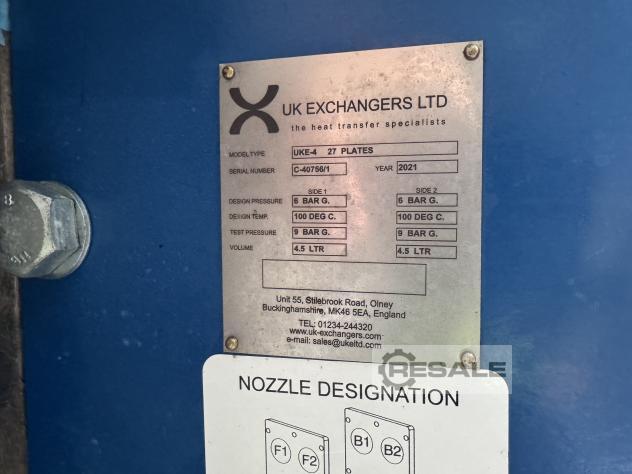 UK EXCHANGERS LTD
the heat transfer specialists
MODEL TYPE UKE-4 27 PLATES
SERIAL NUMBER C-40756/1 YEAR 2021
SIDE 1 SIDE 2
DESIGN PRESSURE 6 BAR G. 6 BAR G.
DESIGN TEMP. 100 DEG C. 100 DEG C.
TEST PRESSURE 9 BAR G. 9 BAR G.
VOLUME 4.5 LTR 4.5 LTR
Unit 55, Stilebrook Road, Olney
Buckinghamshire, MK46 5EA, England
TEL: 01234-244320
www.uk-exchangers.com
e-mail: sales@ukeltd.com
RESALE
NOZZLE DESIGNATION
F1 F2 B1 B2